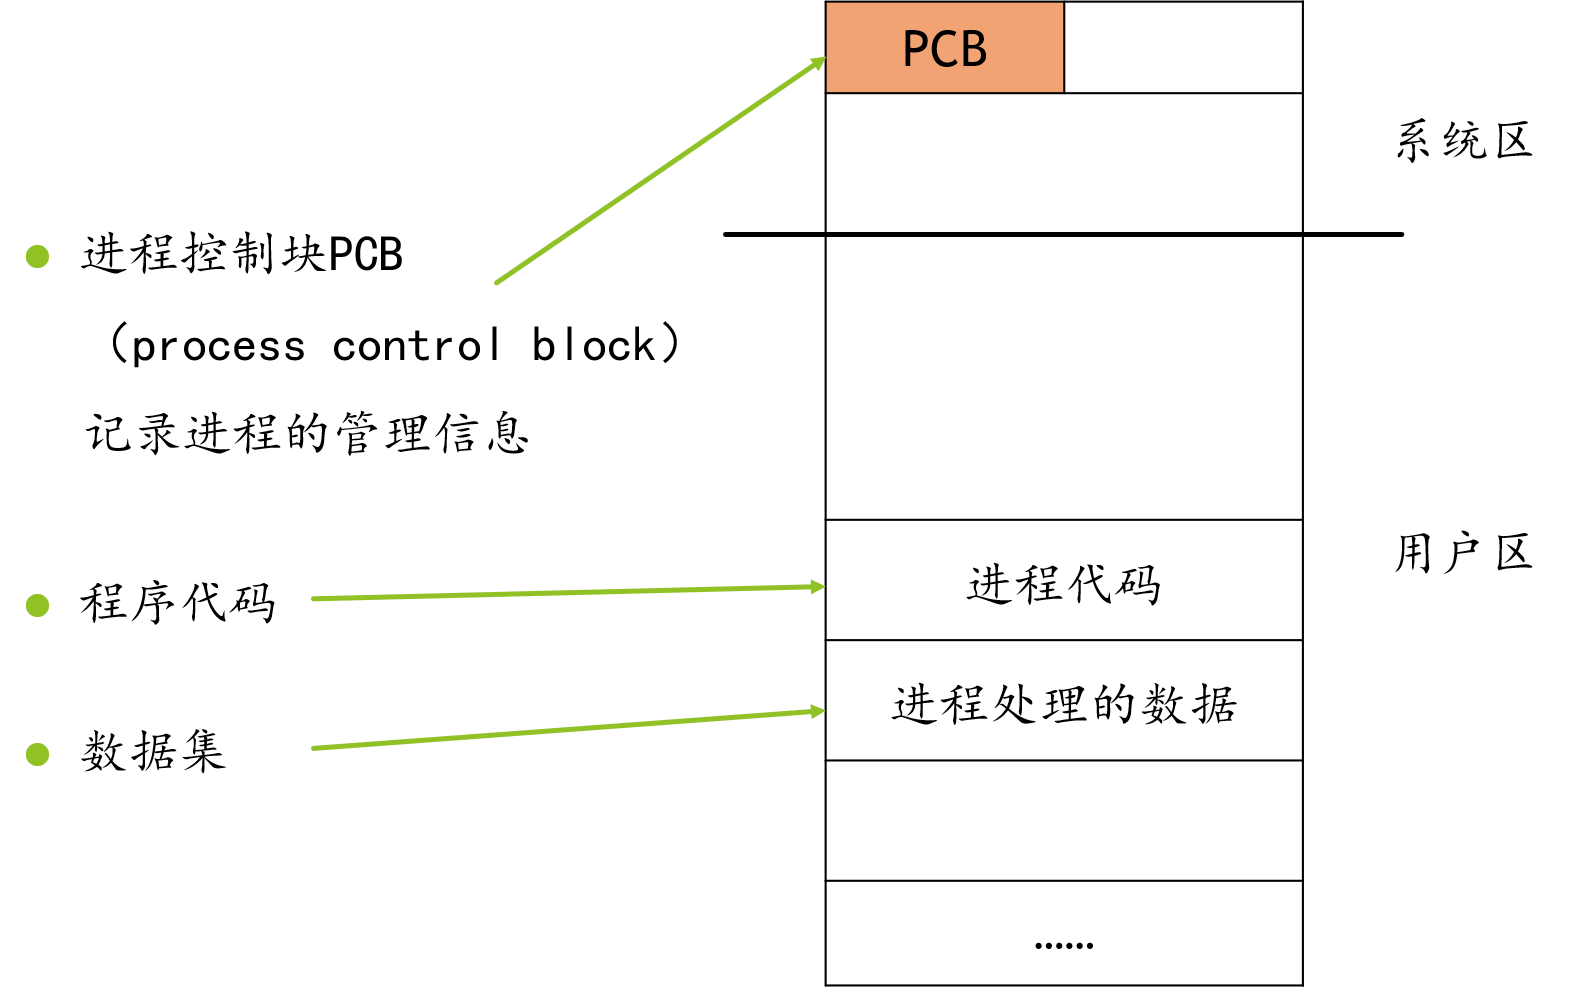 PCB
系统区
进程控制块PCB
（process control block）
记录进程的管理信息
用户区
程序代码
进程代码
进程处理的数据
数据集
……